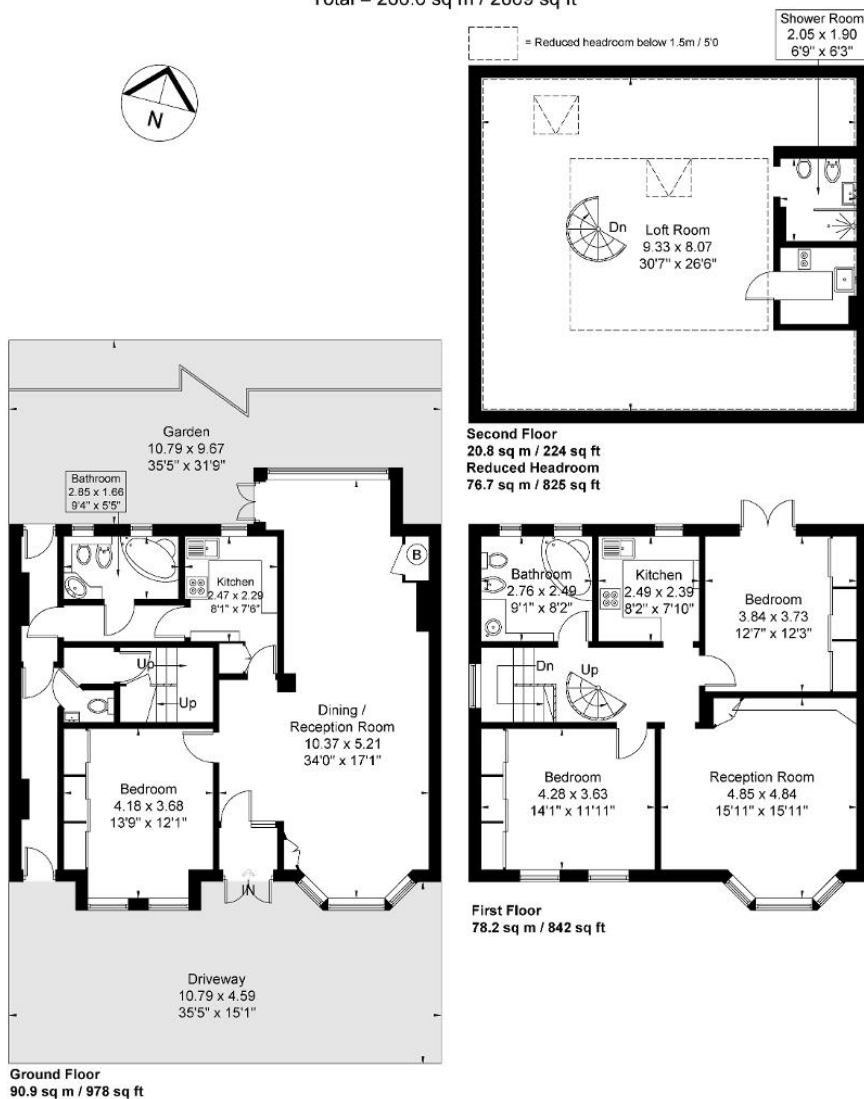 Total = 266.6 sq m / 2869 sq ft
= Reduced headroom below 1.5m / 5'0
Shower Room
2.05 x 1.90
6'9" x 6'3"
N
Dn
Loft Room
9.33 x 8.07
30'7" x 26'6"
Second Floor
20.8 sq m / 224 sq ft
Reduced Headroom
76.7 sq m / 825 sq ft
Garden
10.79 x 9.67
35'5" x 31'9"
Bathroom
2.85 x 1.66
9'4" x 5'5"
Kitchen
2.47 x 2.29
8'1" x 7'6"
B
Up
Up
Dining /
Reception Room
10.37 x 5.21
34'0" x 17'1"
Bedroom
4.18 x 3.68
13'9" x 12'1"
IN
Driveway
10.79 x 4.59
35'5" x 15'1"
Ground Floor
90.9 sq m / 978 sq ft
Bathroom
2.76 x 2.49
9'1" x 8'2"
Kitchen
2.49 x 2.39
8'2" x 7'10"
Bedroom
3.84 x 3.73
12'7" x 12'3"
Dn
Up
Bedroom
4.28 x 3.63
14'1" x 11'11"
Reception Room
4.85 x 4.84
15'11" x 15'11"
First Floor
78.2 sq m / 842 sq ft